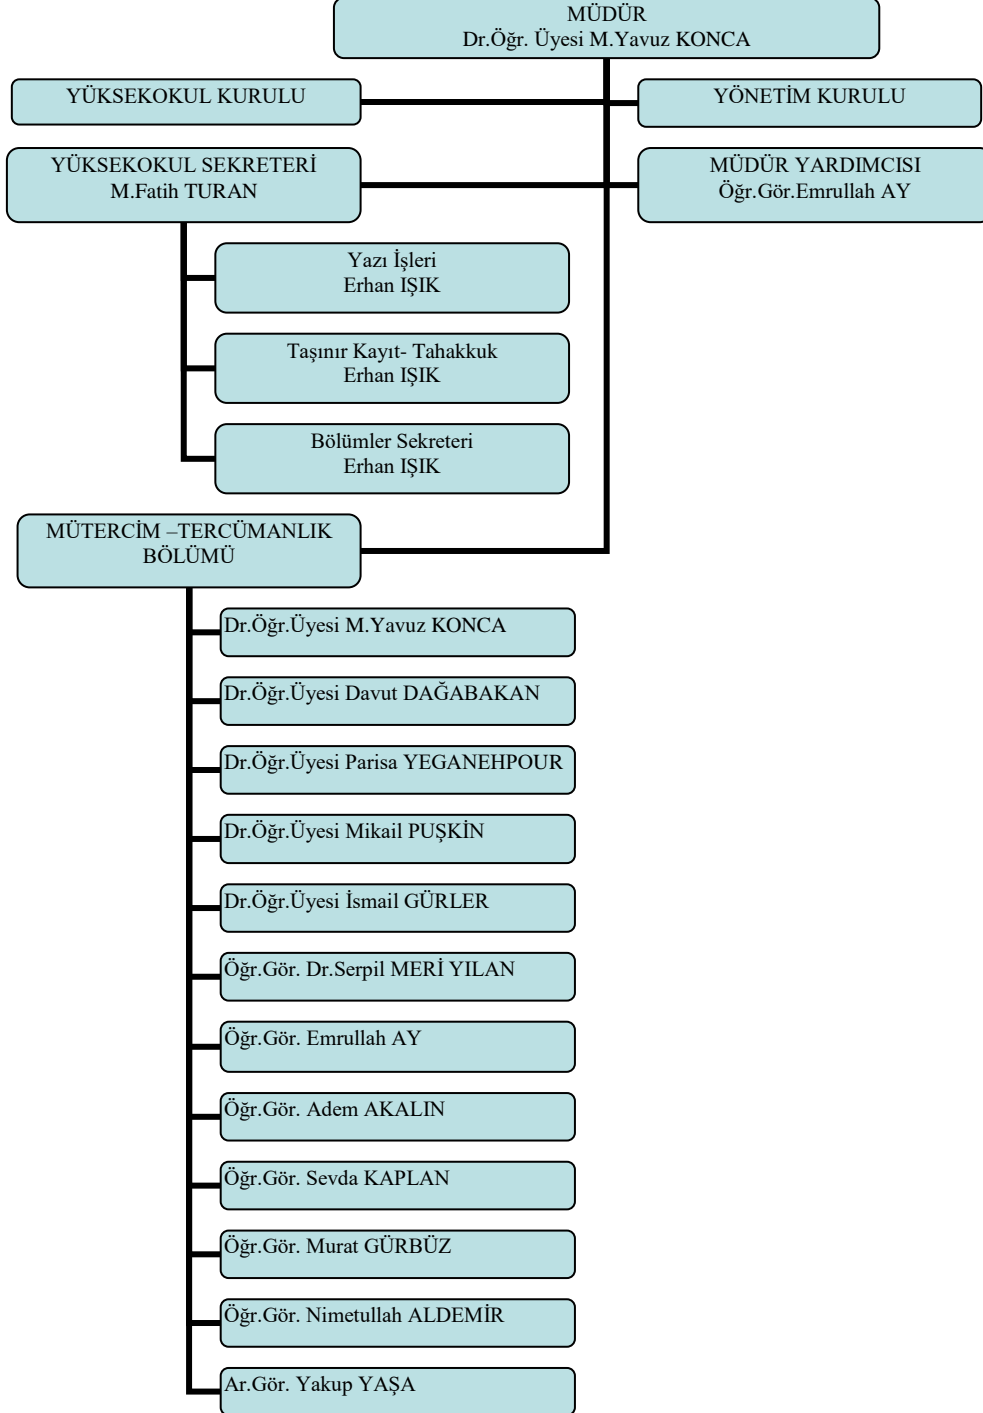 MÜDÜR
Dr.Öğr. Üyesi M.Yavuz KONCA
YÜKSEKOKUL KURULU
YÖNETİM KURULU
YÜKSEKOKUL SEKRETERİ
M.Fatih TURAN
MÜDÜR YARDIMCISI
Öğr.Gör.Emrullah AY
Yazı İşleri
Erhan IŞIK
Taşınır Kayıt- Tahakkuk
Erhan IŞIK
Bölümler Sekreteri
Erhan IŞIK
MÜTERCİM –TERCÜMANLIK
BÖLÜMÜ
Dr.Öğr.Üyesi M.Yavuz KONCA
Dr.Öğr.Üyesi Davut DAĞABAKAN
Dr.Öğr.Üyesi Parisa YEGANEHPOUR
Dr.Öğr.Üyesi Mikail PUŞKİN
Dr.Öğr.Üyesi İsmail GÜRLER
Öğr.Gör. Dr.Serpil MERİ YILAN
Öğr.Gör. Emrullah AY
Öğr.Gör. Adem AKALIN
Öğr.Gör. Sevda KAPLAN
Öğr.Gör. Murat GÜRBÜZ
Öğr.Gör. Nimetullah ALDEMİR
Ar.Gör. Yakup YAŞA